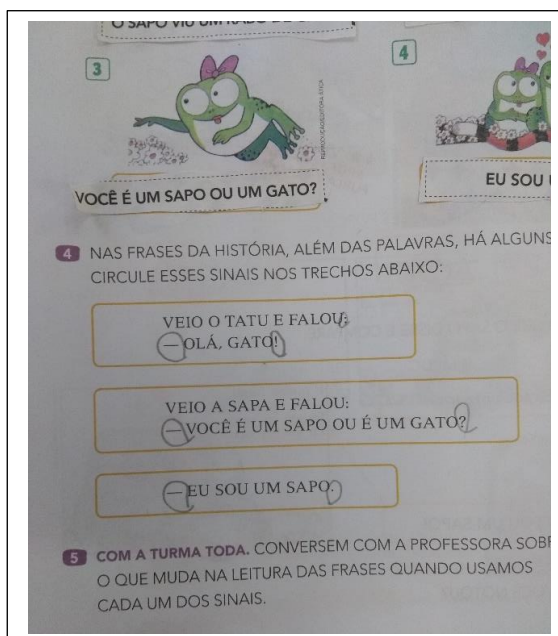 3
4
VOCÊ É UM SAPO OU UM GATO?
EU SOU
4 NAS FRASES DA HISTÓRIA, ALÉM DAS PALAVRAS, HÁ ALGUNS
CIRCULE ESSES SINAIS NOS TRECHOS ABAIXO:
VEIO O TATU E FALOU:
— OLÁ, GATO!
VEIO A SAPA E FALOU:
— VOCÊ É UM SAPO OU É UM GATO?
— EU SOU UM SAPO.
5 COM A TURMA TODA. CONVERSEM COM A PROFESSORA SOBR
O QUE MUDA NA LEITURA DAS FRASES QUANDO USAMOS
CADA UM DOS SINAIS.